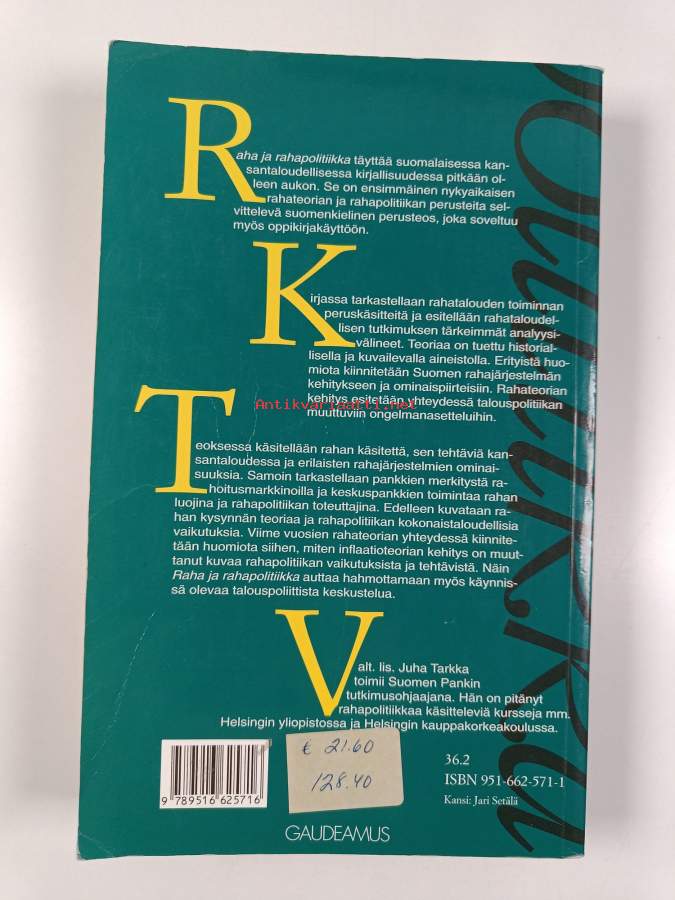 Raha ja rahapolitiikka täyttää suomalaisessa kan-
santaloudellisessa kirjallisuudessa pitkään ol-
leen aukon. Se on ensimmäinen nykyaikaisen
rahateorian ja rahapolitiikan perusteita sel-
vittelevä suomenkielinen perusteos, joka soveltuu
myös oppikirjakäyttöön.
Kirjassa tarkastellaan rahatalouden toiminnan
peruskäsitteitä ja esitellään rahataloudel-
lisen tutkimuksen tärkeimmät analyysi-
välineet. Teoriaa on tuettu historial-
lisella ja kuvailevalla aineistolla. Erityistä huo-
miota kiinnitetään Suomen rahajärjestelmän
kehitykseen ja ominaispiirteisiin. Rahateorian
kehitys esitetään yhteydessä talouspolitiikan
muuttuviin ongelmanasetteluihin.
Antikvariaatti.net
Teoksessa käsitellään rahan käsitettä, sen tehtäviä kan-
santaloudessa ja erilaisten rahajärjestelmien ominai-
suuksia. Samoin tarkastellaan pankkien merkitystä ra-
hoitusmarkkinoilla ja keskuspankkien toimintaa rahan
luojina ja rahapolitiikan toteuttajina. Edelleen kuvataan ra-
han kysynnän teoriaa ja rahapolitiikan kokonaistaloudellisia
vaikutuksia. Viime vuosien rahateorian yhteydessä kiinnite-
tään huomiota siihen, miten inflaatioteorian kehitys on muut-
tanut kuvaa rahapolitiikan vaikutuksista ja tehtävistä. Näin
Raha ja rahapolitiikka auttaa hahmottamaan myös käynnis-
sä olevaa talouspoliittista keskustelua.
Valt. lis. Juha Tarkka
toimii Suomen Pankin
tutkimusohjaajana. Hän on pitänyt
rahapolitiikkaa käsitteleviä kursseja mm.
Helsingin yliopistossa ja Helsingin kauppakorkeakoulussa.
€ 21.60
128.40
9 789516 625716
36.2
ISBN 951-662-571-1
Kansi: Jari Setälä
GAUDEAMUS